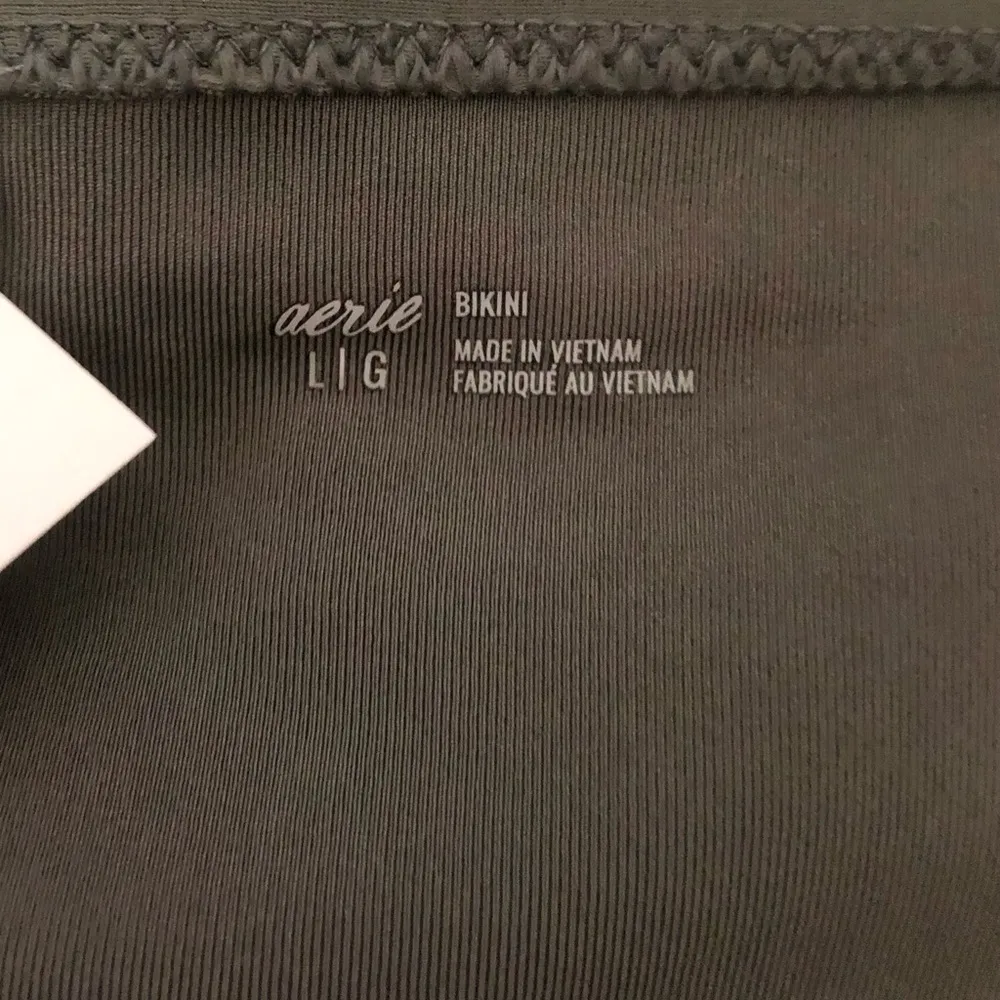 aerie
L|G
BIKINI
MADE IN VIETNAM
FABRIQUÉ AU VIETNAM